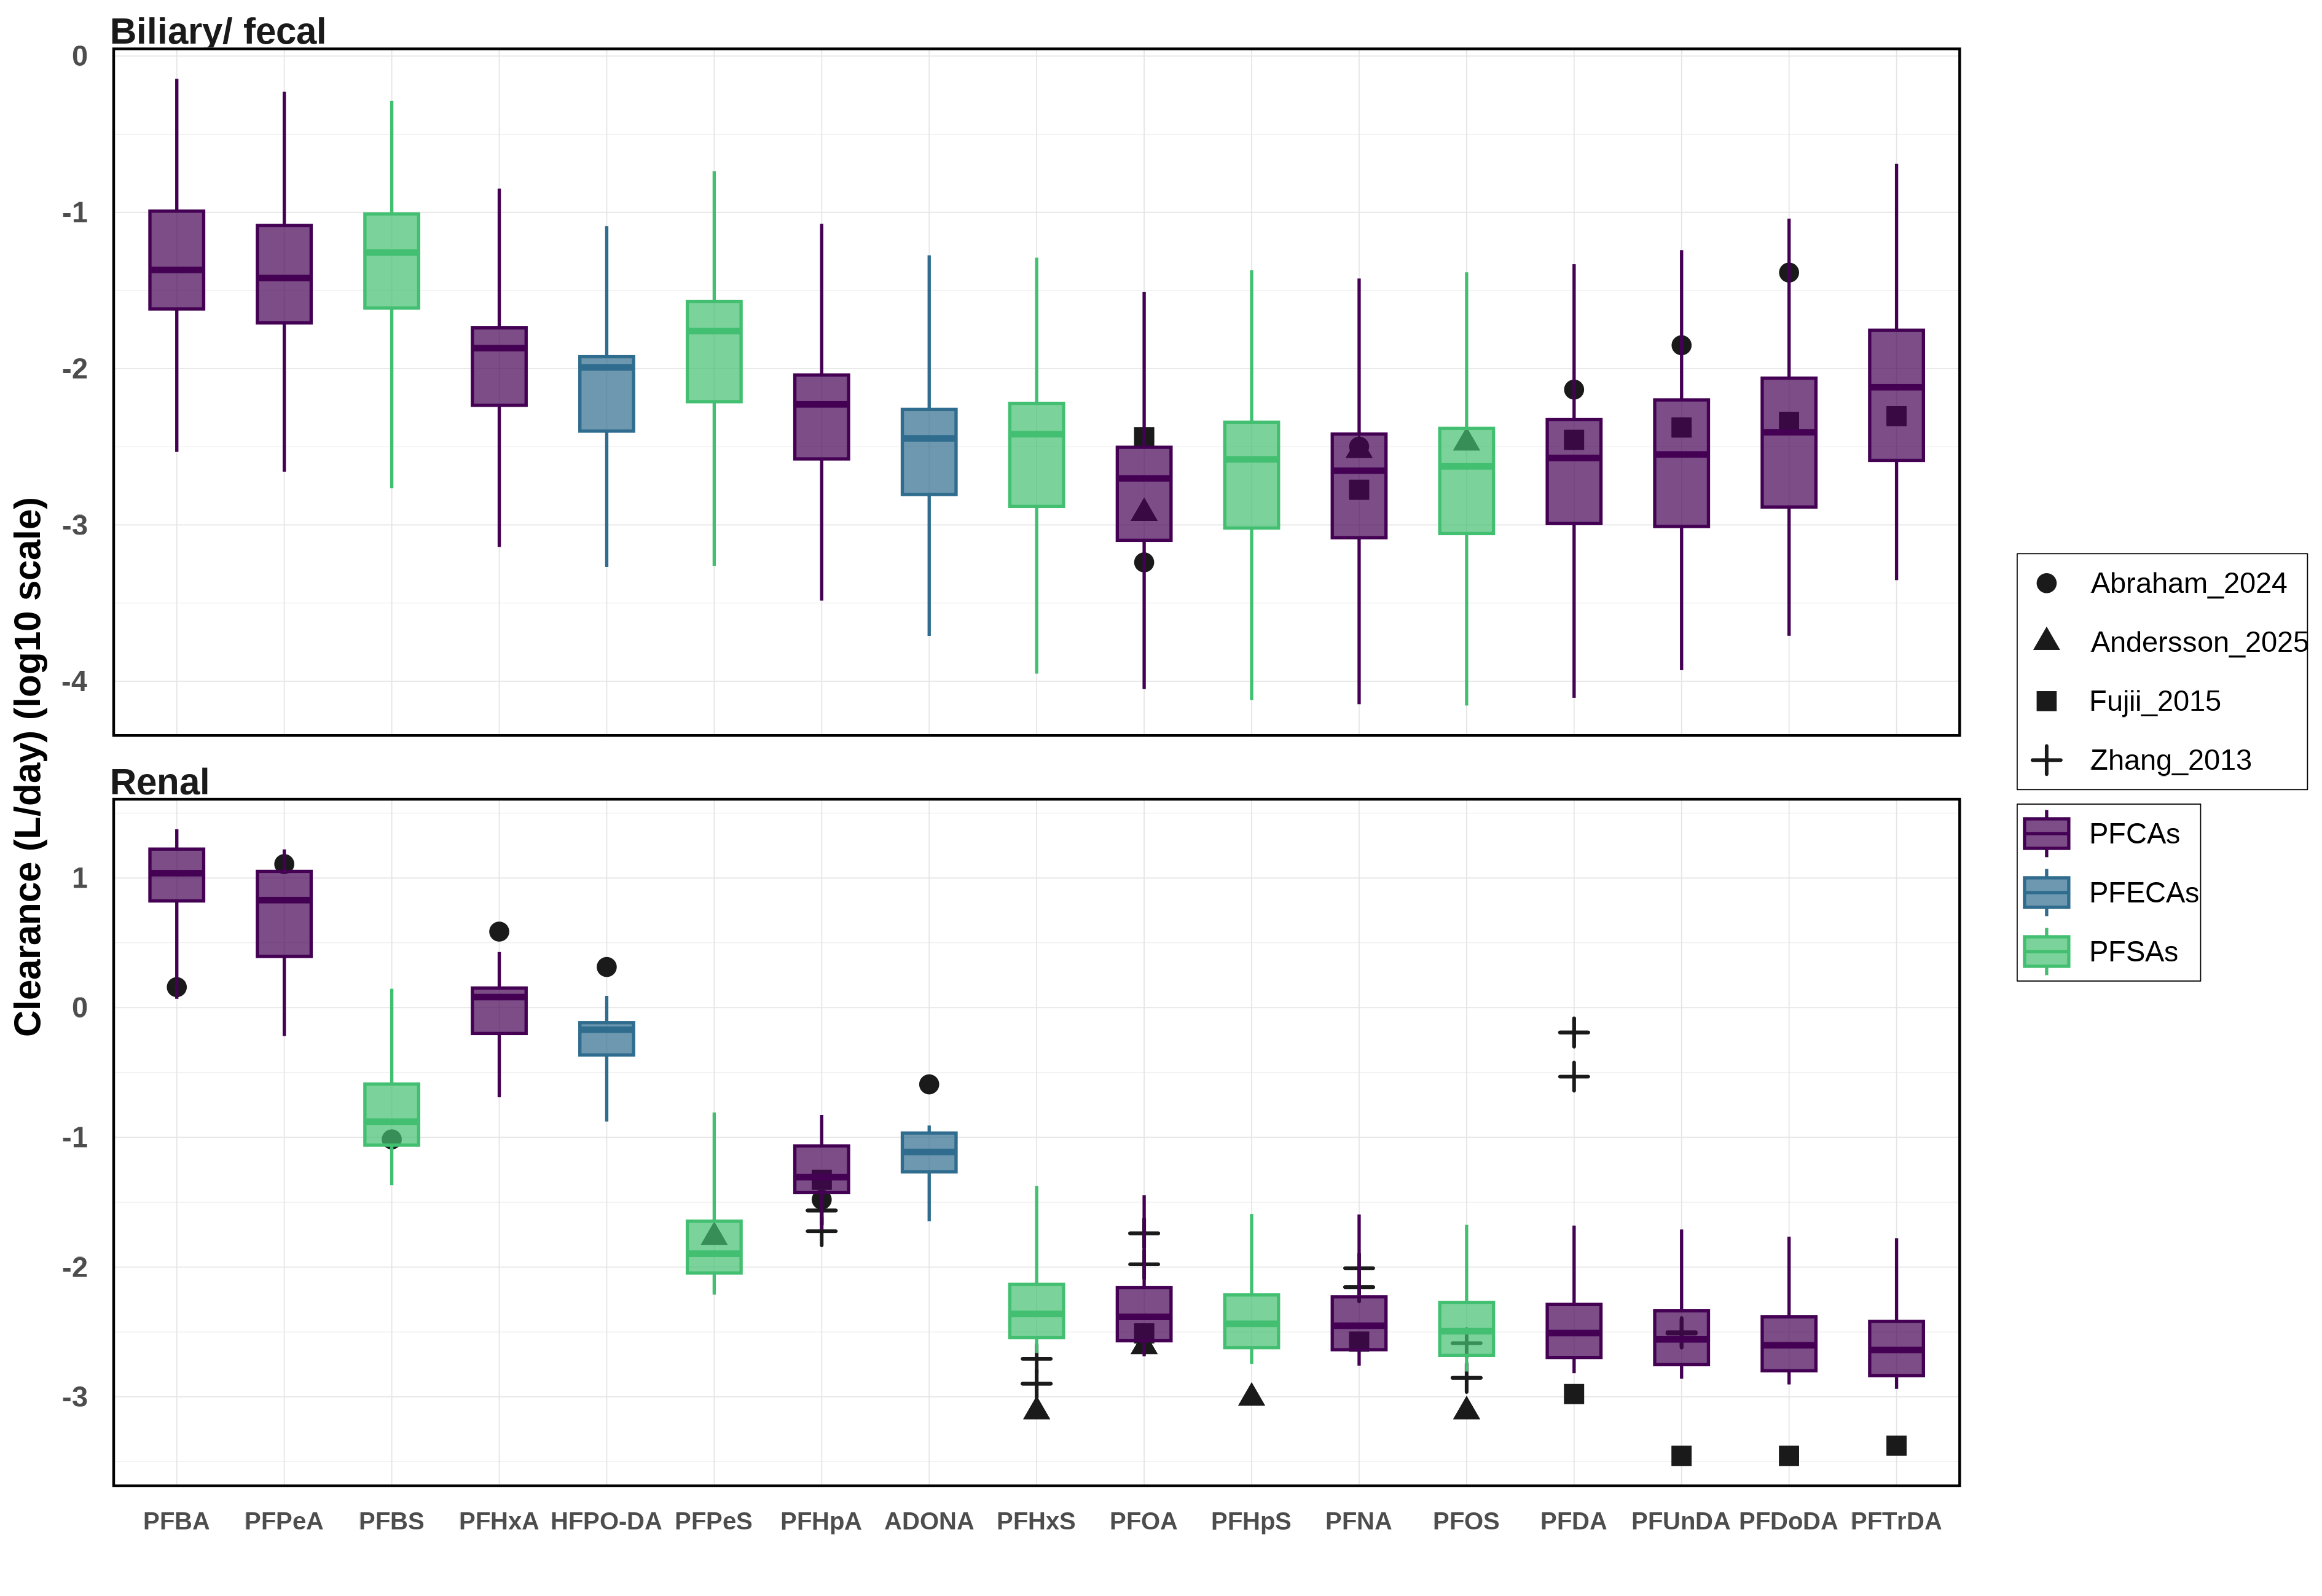 Biliary/ fecal
0
-1
-2
-3
-4
Clearance (L/day) (log10 scale)
Renal
1
0
-1
-2
-3
PFBA PFPeA PFBS PFHxA HFPO-DA PFPeS PFHpA ADONA PFHxS PFOA PFHpS PFNA PFOS PFDA PFUnDA PFDoDA PFTrDA
Abraham_2024
Andersson_2025
Fujii_2015
Zhang_2013
PFCAs
PFECAs
PFSAs